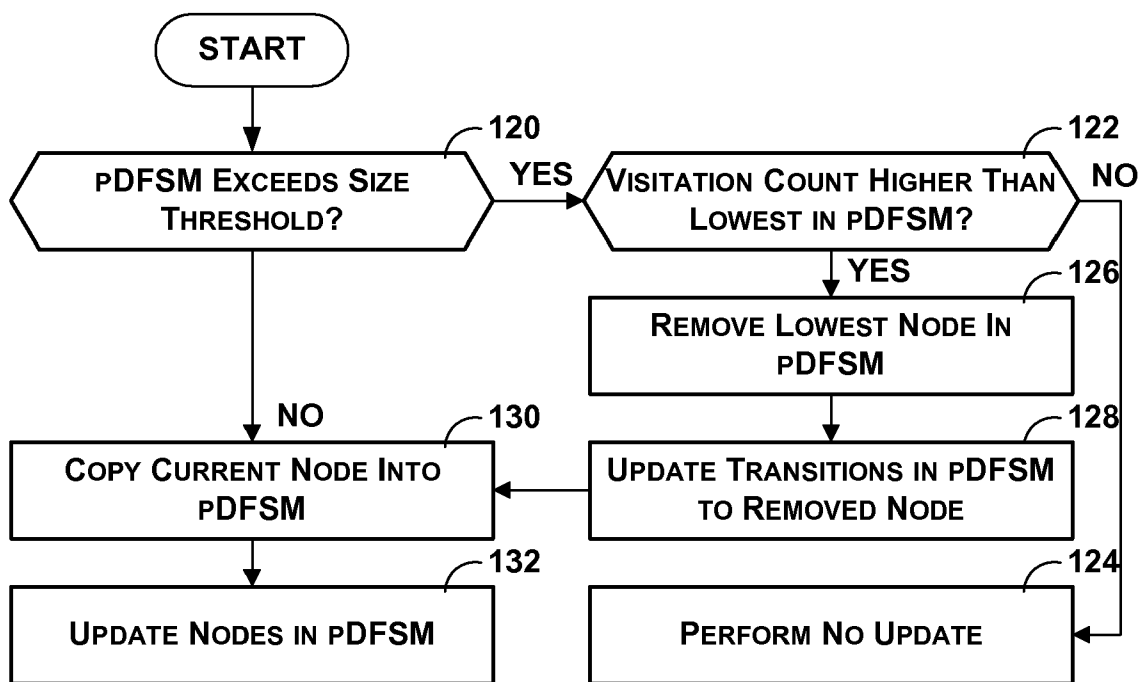 START
120
pDFSM Exceeds Size
Threshold?
YES
122
Visitation Count Higher Than
Lowest in pDFSM?
NO
YES
126
Remove Lowest Node In
pDFSM
NO
130
Copy Current Node Into
pDFSM
128
Update Transitions in pDFSM
to Removed Node
132
Update Nodes in pDFSM
124
Perform No Update